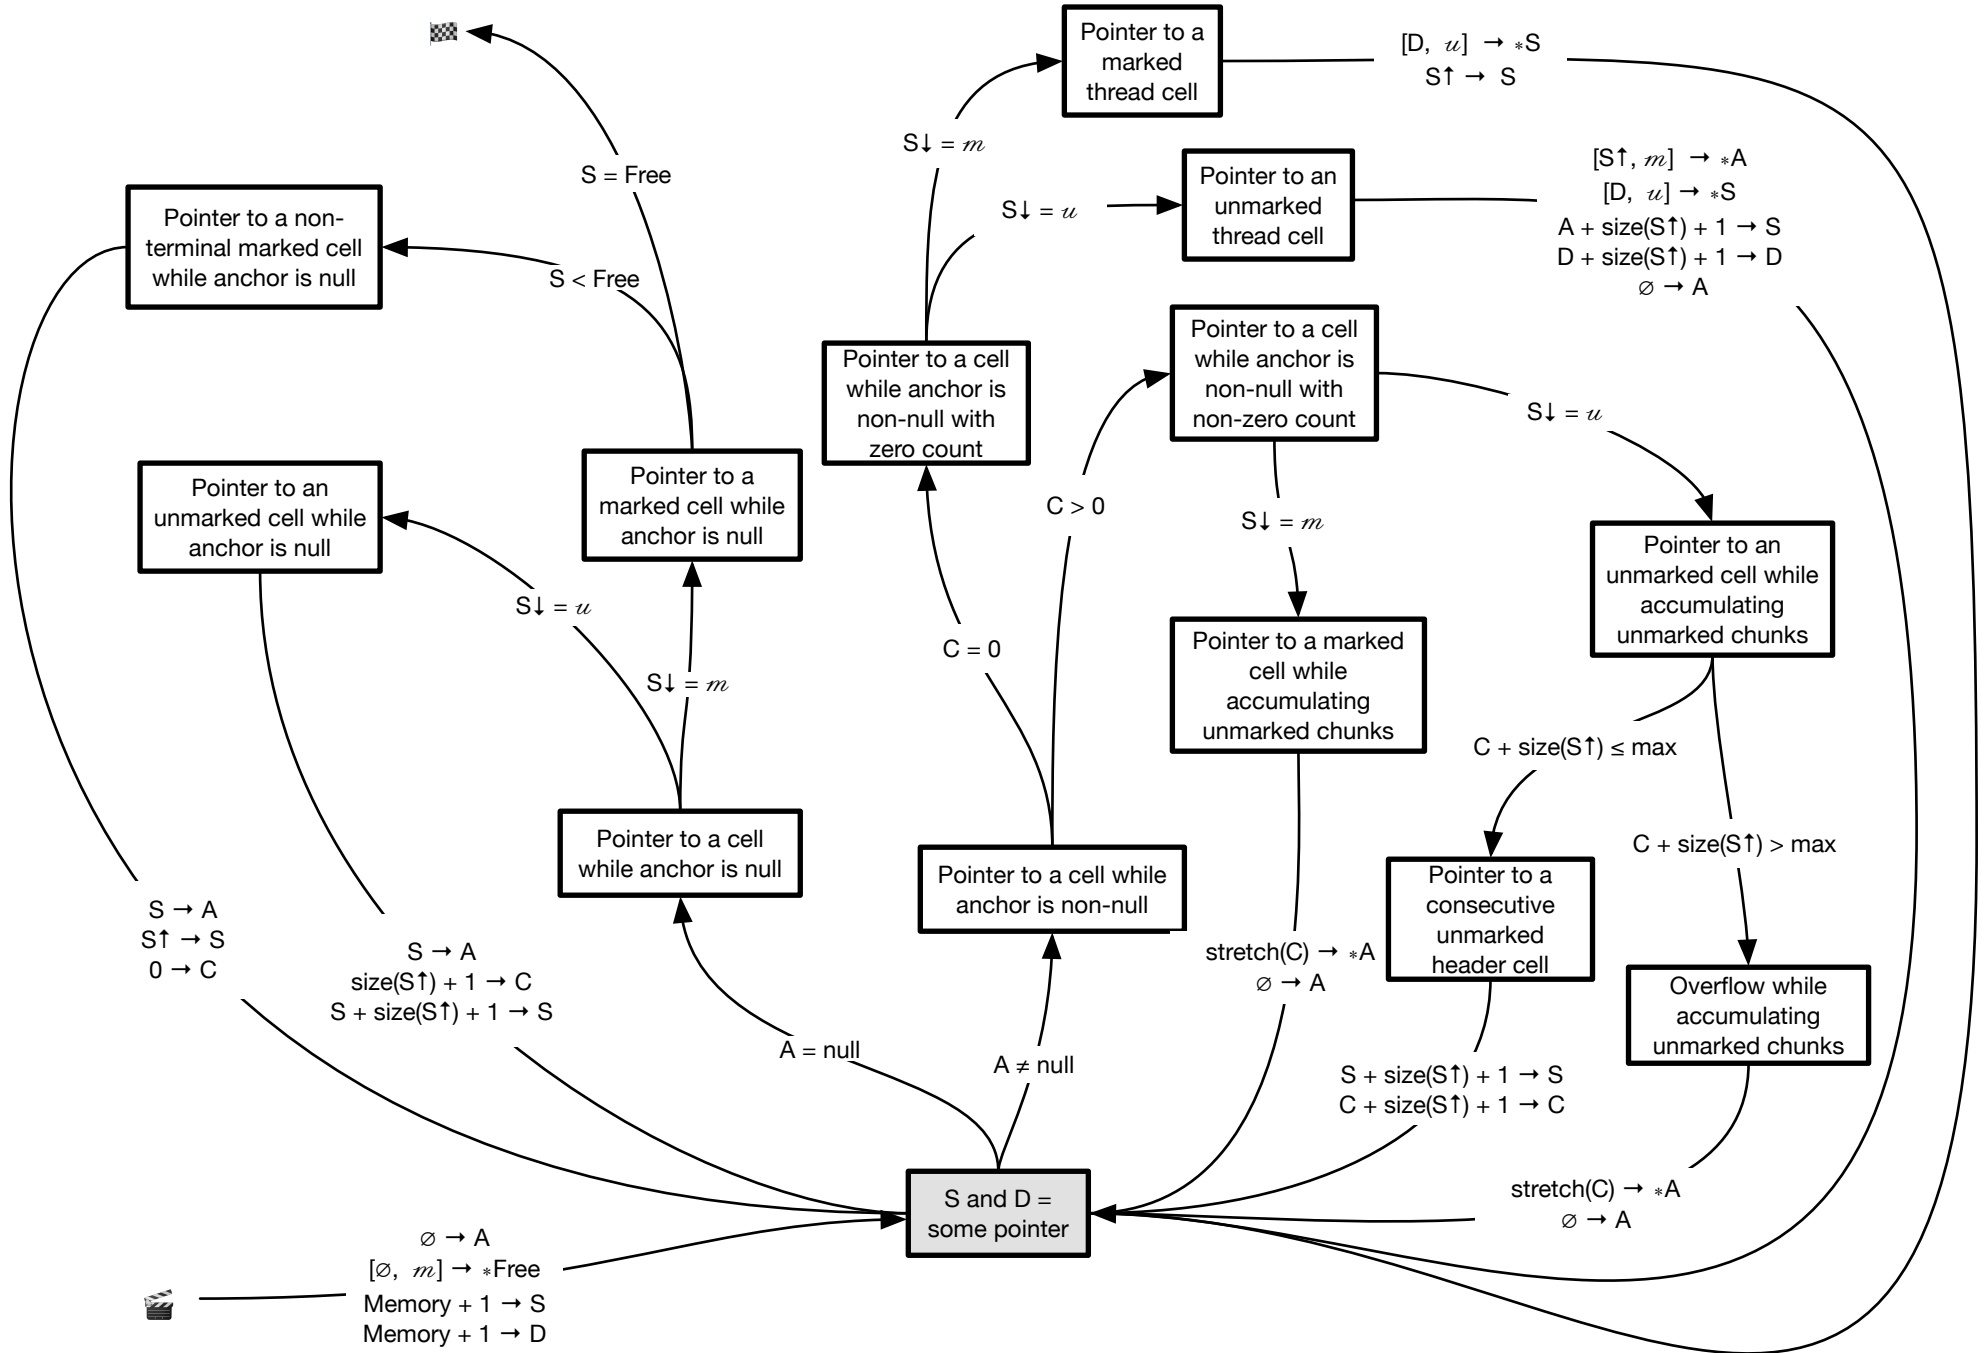 Pointer to a
marked
thread cell
[D, 𝓊] → *S
S↑ → S
S↓ = 𝓂
S = Free
Pointer to an
unmarked
thread cell
S↓ = 𝓊
[S↑, 𝓂] → *A
[D, 𝓊] → *S
A + size(S↑) + 1 → S
D + size(S↑) + 1 → D
∅ → A
Pointer to a non-
terminal marked cell
while anchor is null
S < Free
Pointer to a cell
while anchor is
non-null with
zero count
Pointer to a cell
while anchor is
non-null with
non-zero count
S↓ = 𝓊
Pointer to an
unmarked cell while
anchor is null
Pointer to a
marked cell while
anchor is null
C > 0
S↓ = 𝓂
Pointer to an
unmarked cell while
accumulating
unmarked chunks
S↓ = 𝓊
C = 0
S↓ = 𝓂
Pointer to a marked
cell while
accumulating
unmarked chunks
C + size(S↑) ≤ max
C + size(S↑) > max
Pointer to a cell
while anchor is null
Pointer to a cell while
anchor is non-null
Pointer to a
consecutive
unmarked
header cell
S → A
S↑ → S
0 → C
S → A
size(S↑) + 1 → C
S + size(S↑) + 1 → S
stretch(C) → *A
∅ → A
Overflow while
accumulating
unmarked chunks
A = null
A ≠ null
S + size(S↑) + 1 → S
C + size(S↑) + 1 → C
S and D =
some pointer
stretch(C) → *A
∅ → A
∅ → A
[∅, 𝓂] → *Free
Memory + 1 → S
Memory + 1 → D